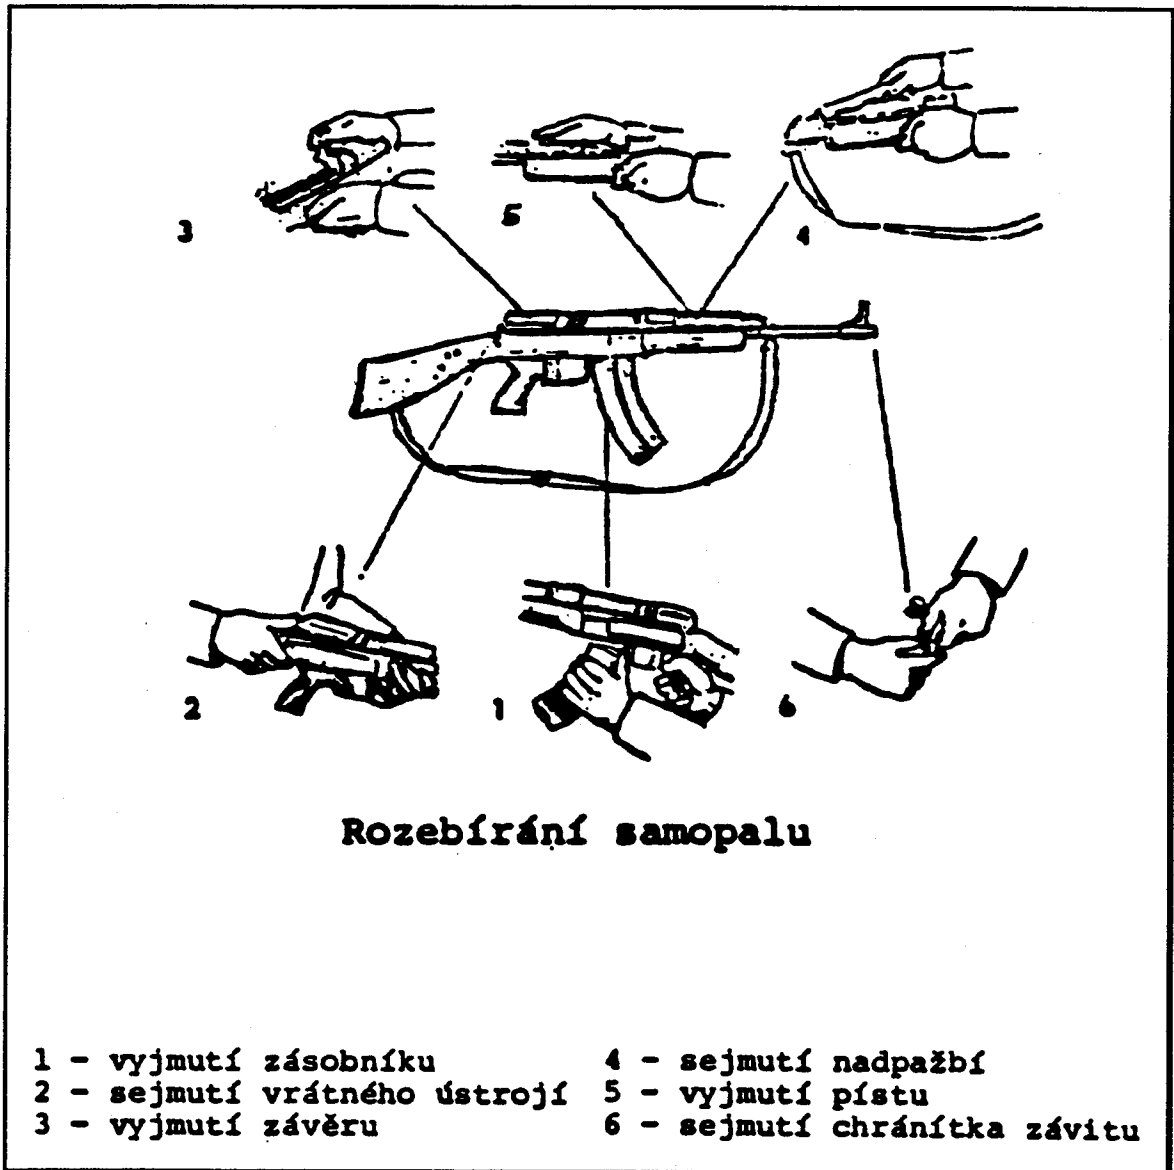 3
5
4
2
1
6
Rozebírání samopalu
1 - vyjmutí zásobníku
2 - sejmutí vrátného ústrojí
3 - vyjmutí závěru
4 - sejmutí nadpažbí
5 - vyjmutí pístu
6 - sejmutí chránítka závitu